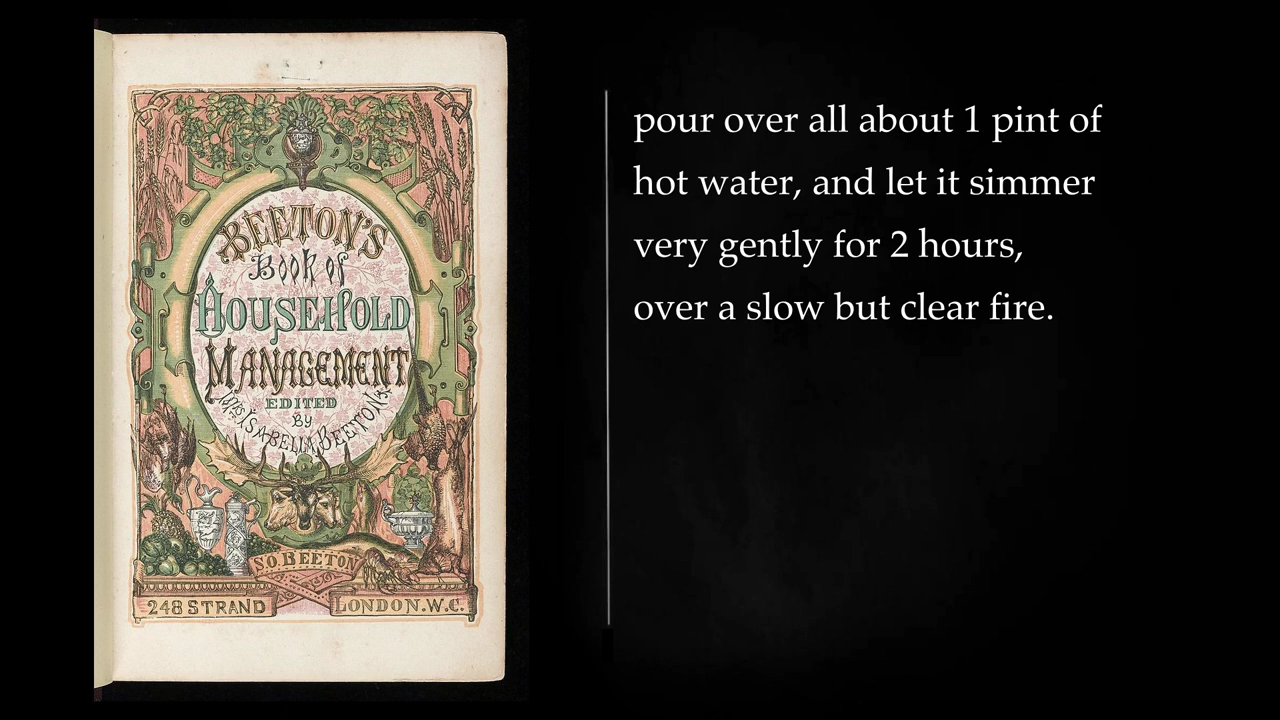 BEETON'S
Book of
HOUSEHOLD
MANAGEMENT
EDITED
BY
MRS ISABELLA BEETON
S.O. BEETON
248 STRAND
LONDON. W.C.
pour over all about 1 pint of
hot water, and let it simmer
very gently for 2 hours,
over a slow but clear fire.